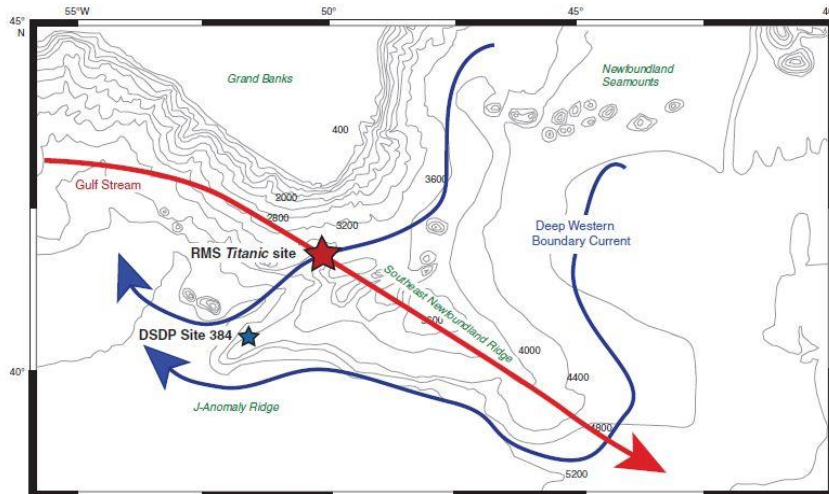 55°W
50°
45°
45°
N
Grand Banks
Newfoundland
Seamounts
400
Gulf Stream
2000
2800
3600
3200
Deep Western
Boundary Current
RMS Titanic site
Southeast Newfoundland Ridge
DSDP Site 384
4000
40°
4400
J-Anomaly Ridge
4800
5200